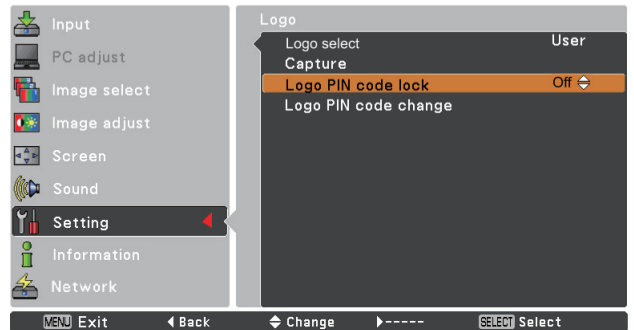 Input
PC adjust
Image select
Image adjust
Screen
Sound
Setting
Information
Network
Logo
Logo select User
Capture
Logo PIN code lock Off
Logo PIN code change
MENU Exit Back Change ----- SELECT Select